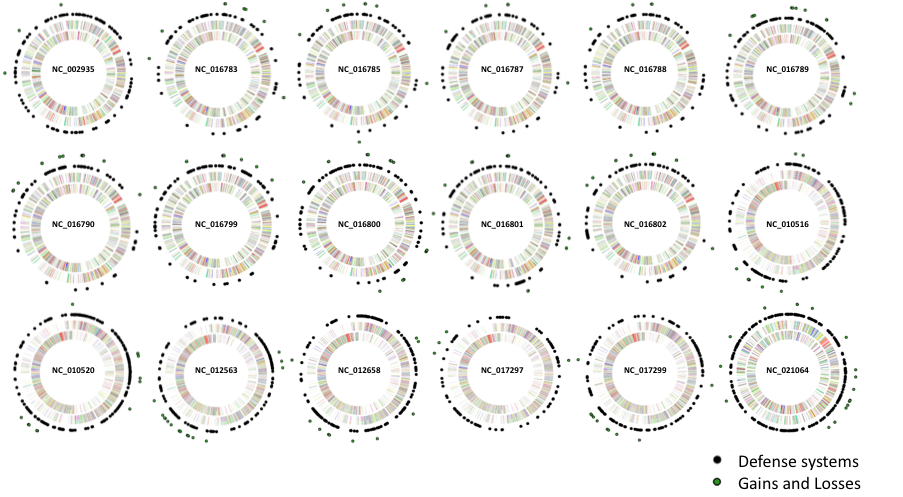 NC_002935
NC_016783
NC_016785
NC_016787
NC_016788
NC_016789
NC_016790
NC_016799
NC_016800
NC_016801
NC_016802
NC_010516
NC_010520
NC_012563
NC_012658
NC_017297
NC_017299
NC_021064
Defense systems
Gains and Losses